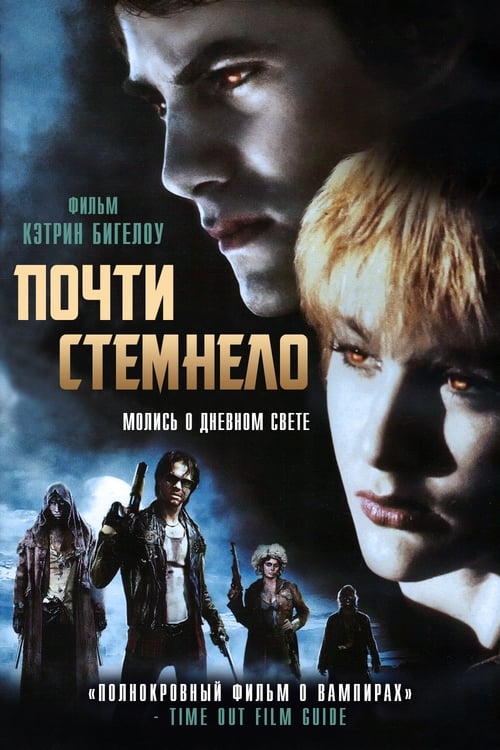 ФИЛЬМ
КЭТРИН БИГЕЛОУ
ПОЧТИ
СТЕМНЕЛО
МОЛИСЬ О ДНЕВНОМ СВЕТЕ
«ПОЛНОКРОВНЫЙ ФИЛЬМ О ВАМПИРАХ»
- TIME OUT FILM GUIDE